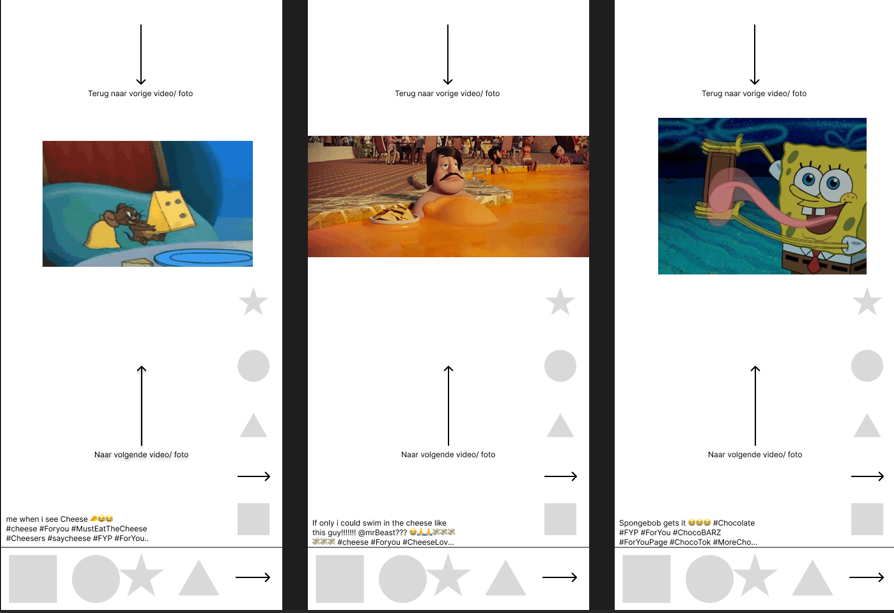 Terug naar vorige video/ foto
Naar volgende video/ foto
me when i see Cheese 🧀😂😂
#cheese #Foryou #MustEatTheCheese
#Cheesers #saycheese #FYP #ForYou..
Terug naar vorige video/ foto
Naar volgende video/ foto
If only i could swim in the cheese like
this guy!!!!!!! @mrBeast???
#cheese #Foryou #CheeseLov...
Terug naar vorige video/ foto
Naar volgende video/ foto
Spongebob gets it 😂😂😂 #Chocolate
#FYP #ForYou #ChocoBARZ
#ForYouPage #ChocoTok #MoreCho...